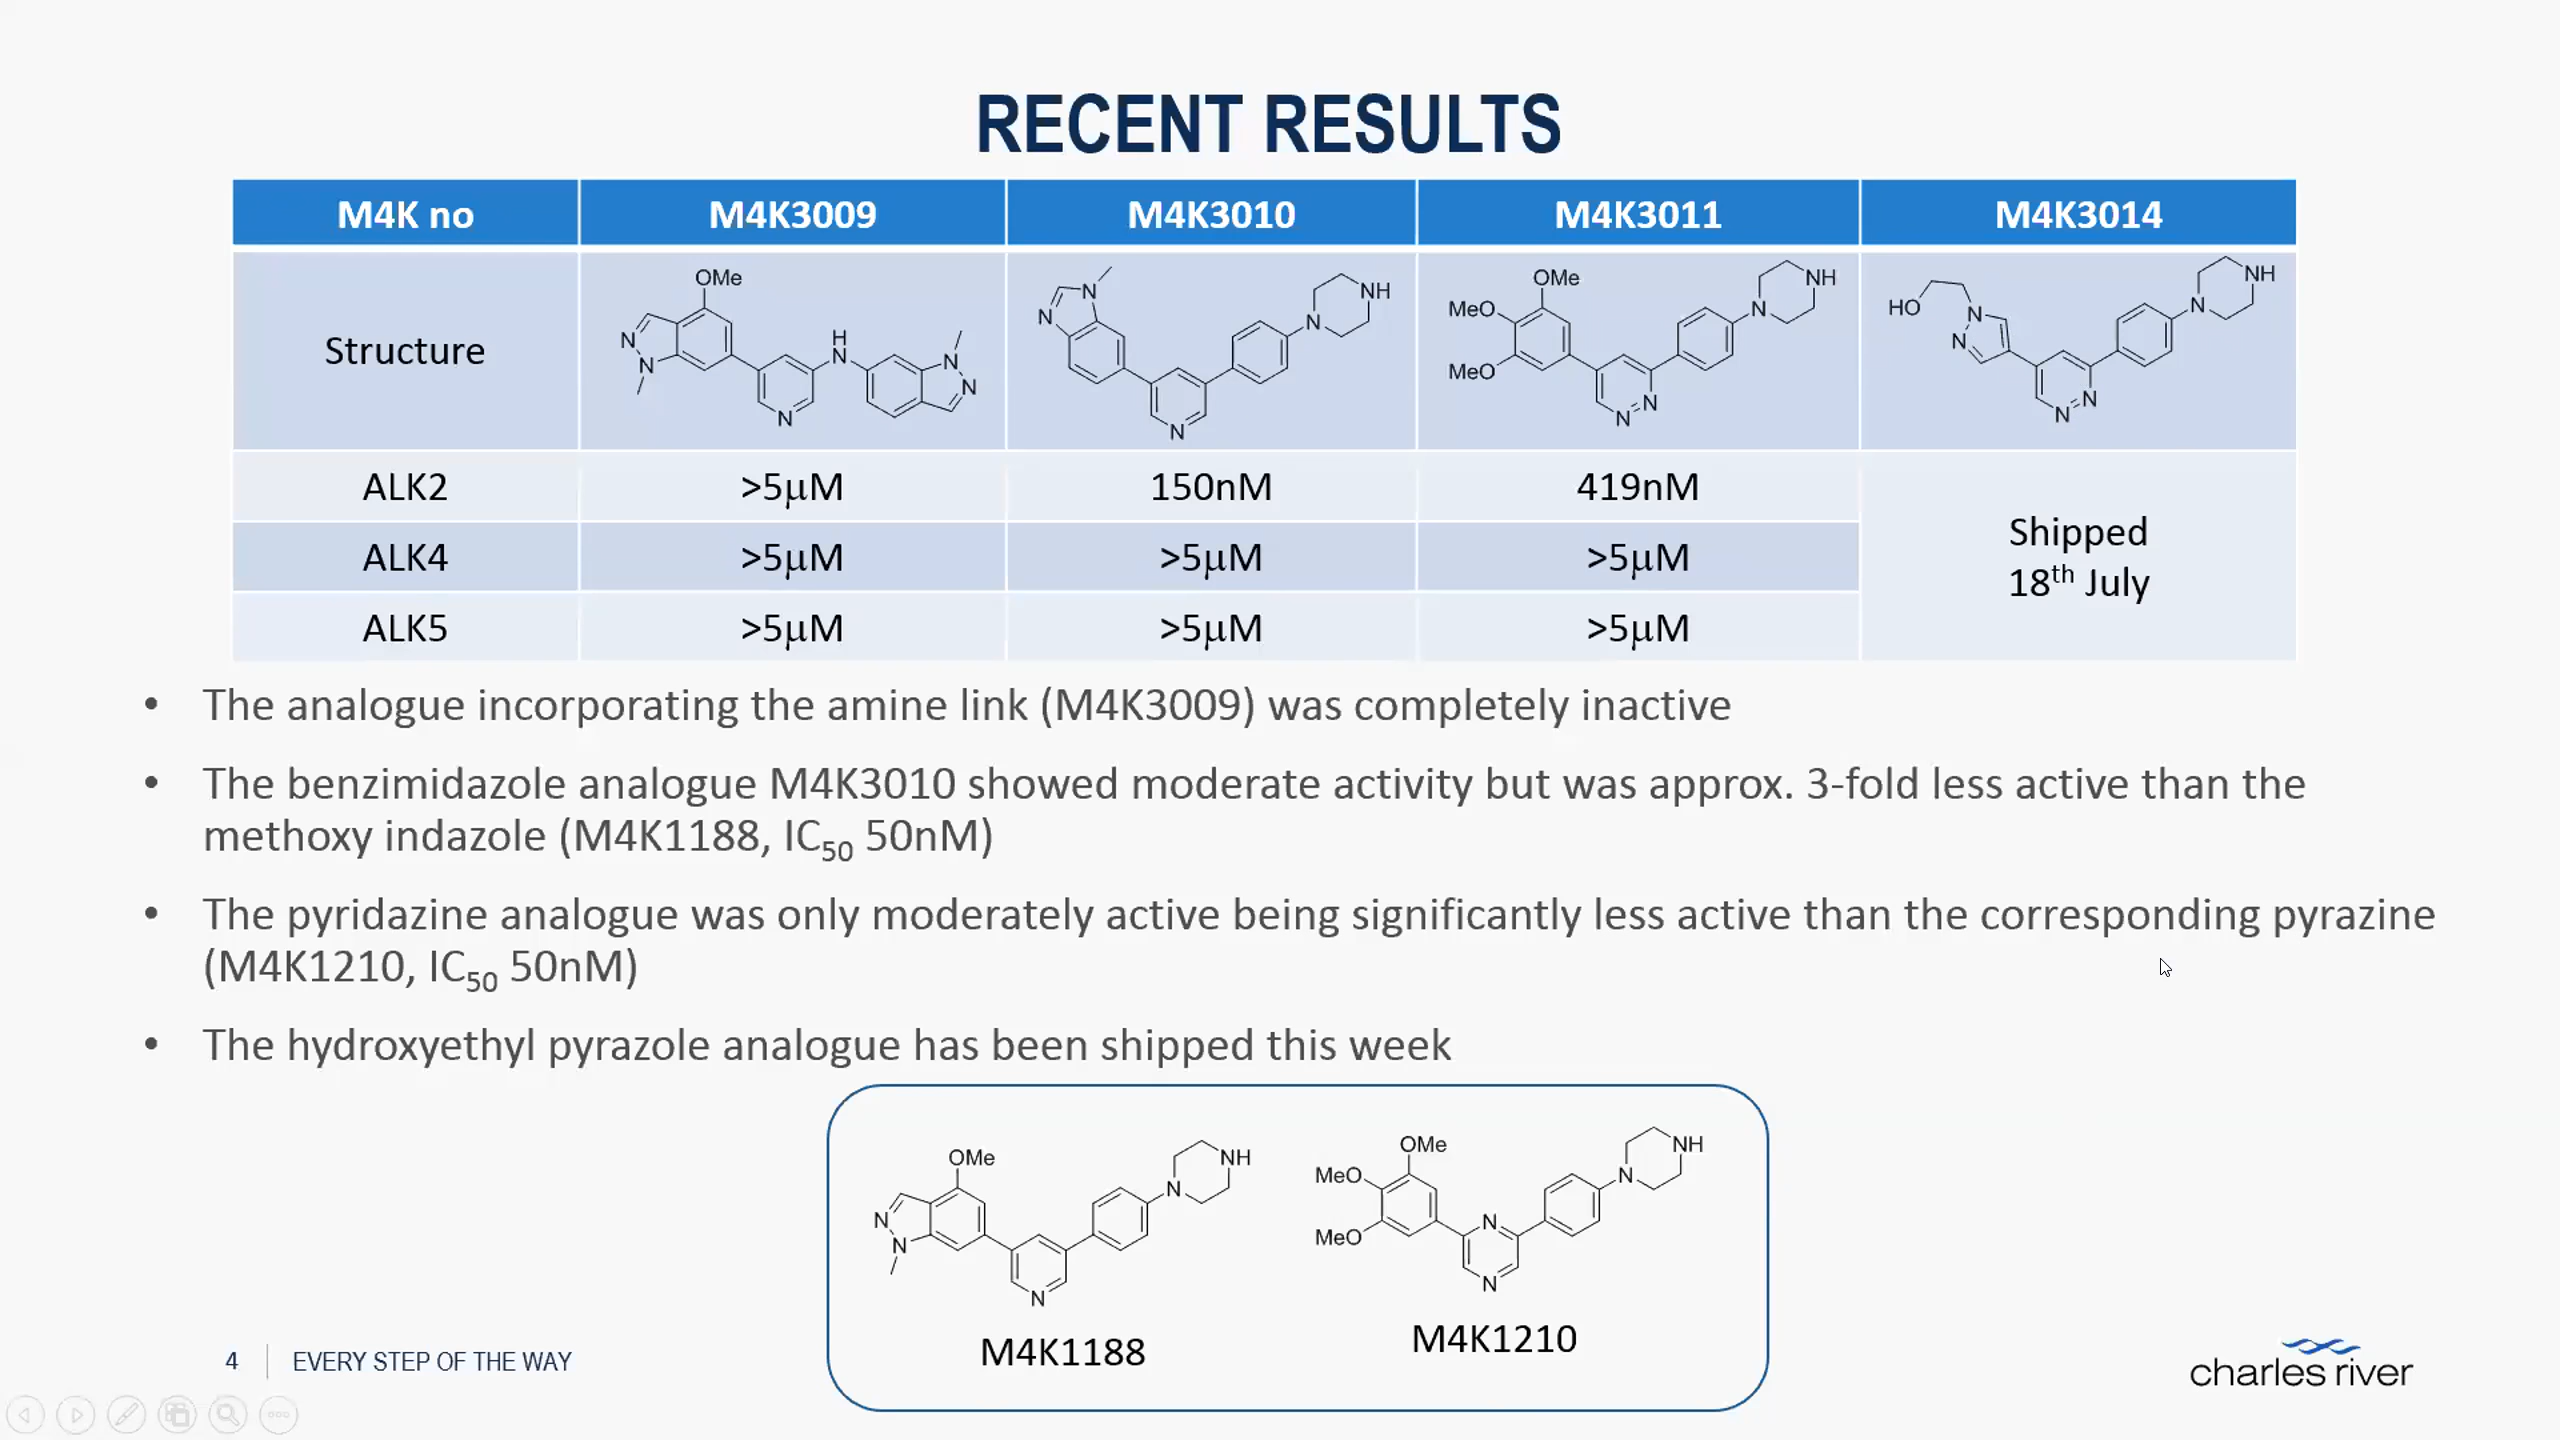 RECENT RESULTS
M4K no M4K3009 M4K3010 M4K3011 M4K3014
Structure
OMe N N N H N N N
N N N N NH
OMe MeO MeO N N N NH
HO N N N N N NH
ALK2 >5μM 150nM 419nM
ALK4 >5μM >5μM >5μM
ALK5 >5μM >5μM >5μM
Shipped
18th July
• The analogue incorporating the amine link (M4K3009) was completely inactive
• The benzimidazole analogue M4K3010 showed moderate activity but was approx. 3-fold less active than the
methoxy indazole (M4K1188, IC50 50nM)
• The pyridazine analogue was only moderately active being significantly less active than the corresponding pyrazine
(M4K1210, IC50 50nM)
• The hydroxyethyl pyrazole analogue has been shipped this week
OMe N N N N NH
M4K1188
OMe MeO MeO N N N NH
M4K1210
4 EVERY STEP OF THE WAY
charles river